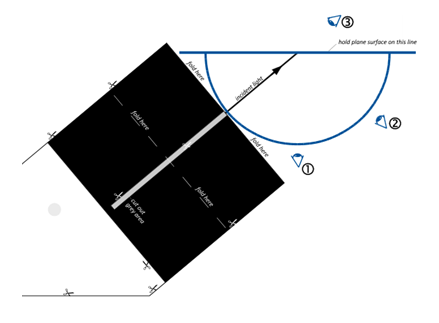 ③
hold plane surface on this line
fold here
incident light
fold here
fold here
②
①
fold here
cut out
grey area